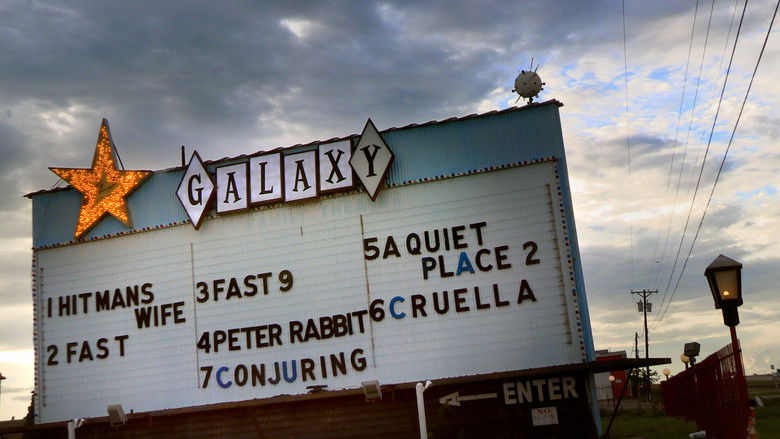 GALAXY
1 HITMANS
WIFE
2 FAST
3 FAST 9
4 PETER RABBIT
7 CONJURING
5 A QUIET
PLACE 2
6 CRUELLA
ENTER
NO